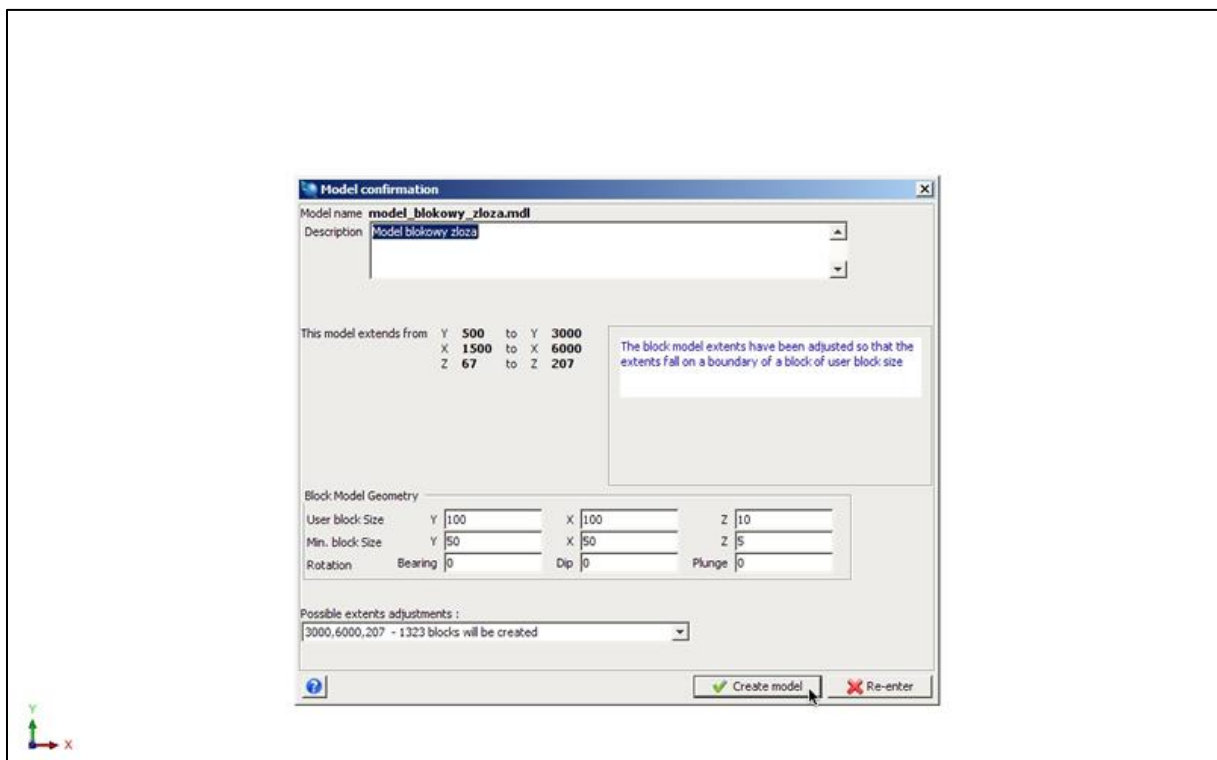 Model confirmation
Model name model_blokowy_zloza.mdl
Description Model blokowy zloza
This model extends from Y 500 to Y 3000
X 1500 to X 6000
Z 67 to Z 207
The block model extents have been adjusted so that the
extents fall on a boundary of a block of user block size
Block Model Geometry
User block Size Y 100 X 100 Z 10
Min. block Size Y 50 X 50 Z 5
Rotation Bearing 0 Dip 0 Plunge 0
Possible extents adjustments :
3000,6000,207 - 1323 blocks will be created
Create model Re-enter
Y
X